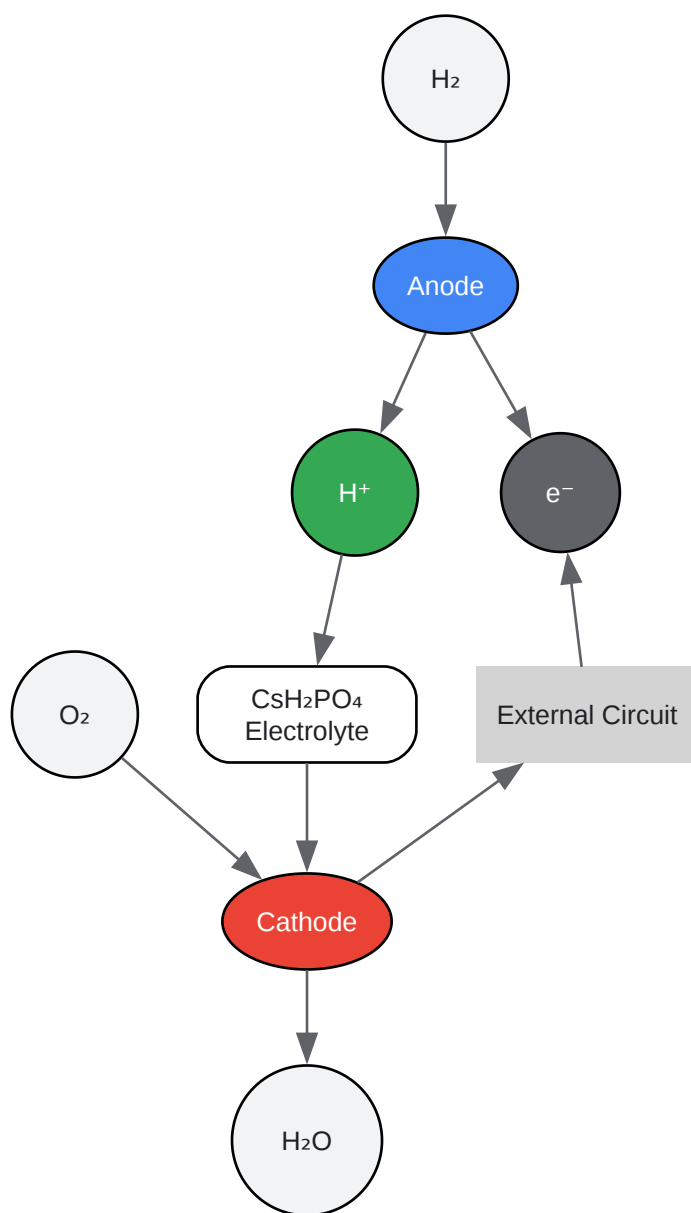 H₂
Anode
H⁺
e⁻
O₂
CsH₂PO₄
Electrolyte
External Circuit
Cathode
H₂O